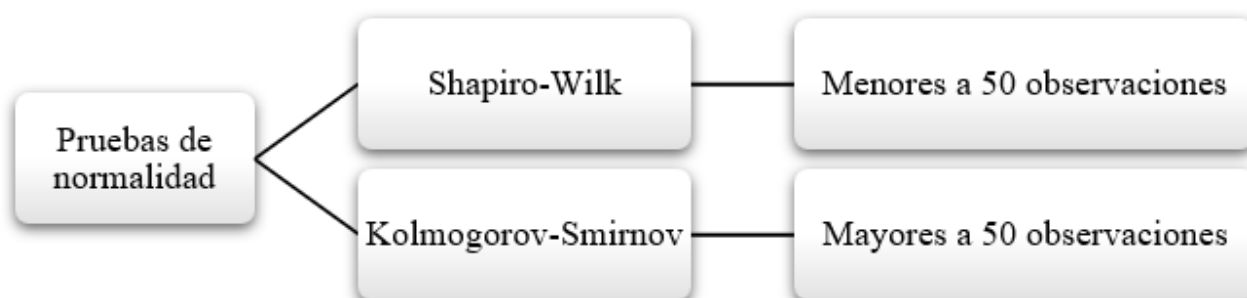 Pruebas de
normalidad
Shapiro-Wilk
Menores a 50 observaciones
Kolmogorov-Smirnov
Mayores a 50 observaciones